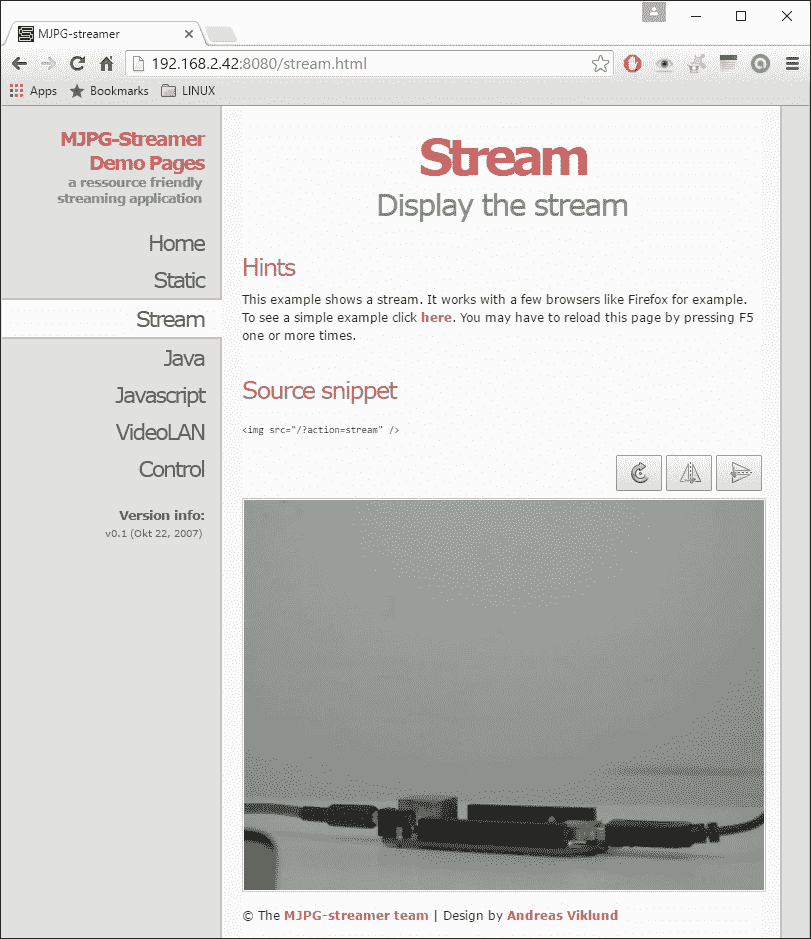 MJPG-streamer
192.168.2.42:8080/stream.html
Apps
Bookmarks
LINUX
MJPG-Streamer
Demo Pages
a ressource friendly
streaming application
Home
Static
Stream
Java
Javascript
VideoLAN
Control
Version info:
v0.1 (Okt 22, 2007)
Stream
Display the stream
Hints
This example shows a stream. It works with a few browsers like Firefox for example.
To see a simple example click here. You may have to reload this page by pressing F5
one or more times.
Source snippet
<img src="/?action=stream" />
© The MJPG-streamer team | Design by Andreas Viklund